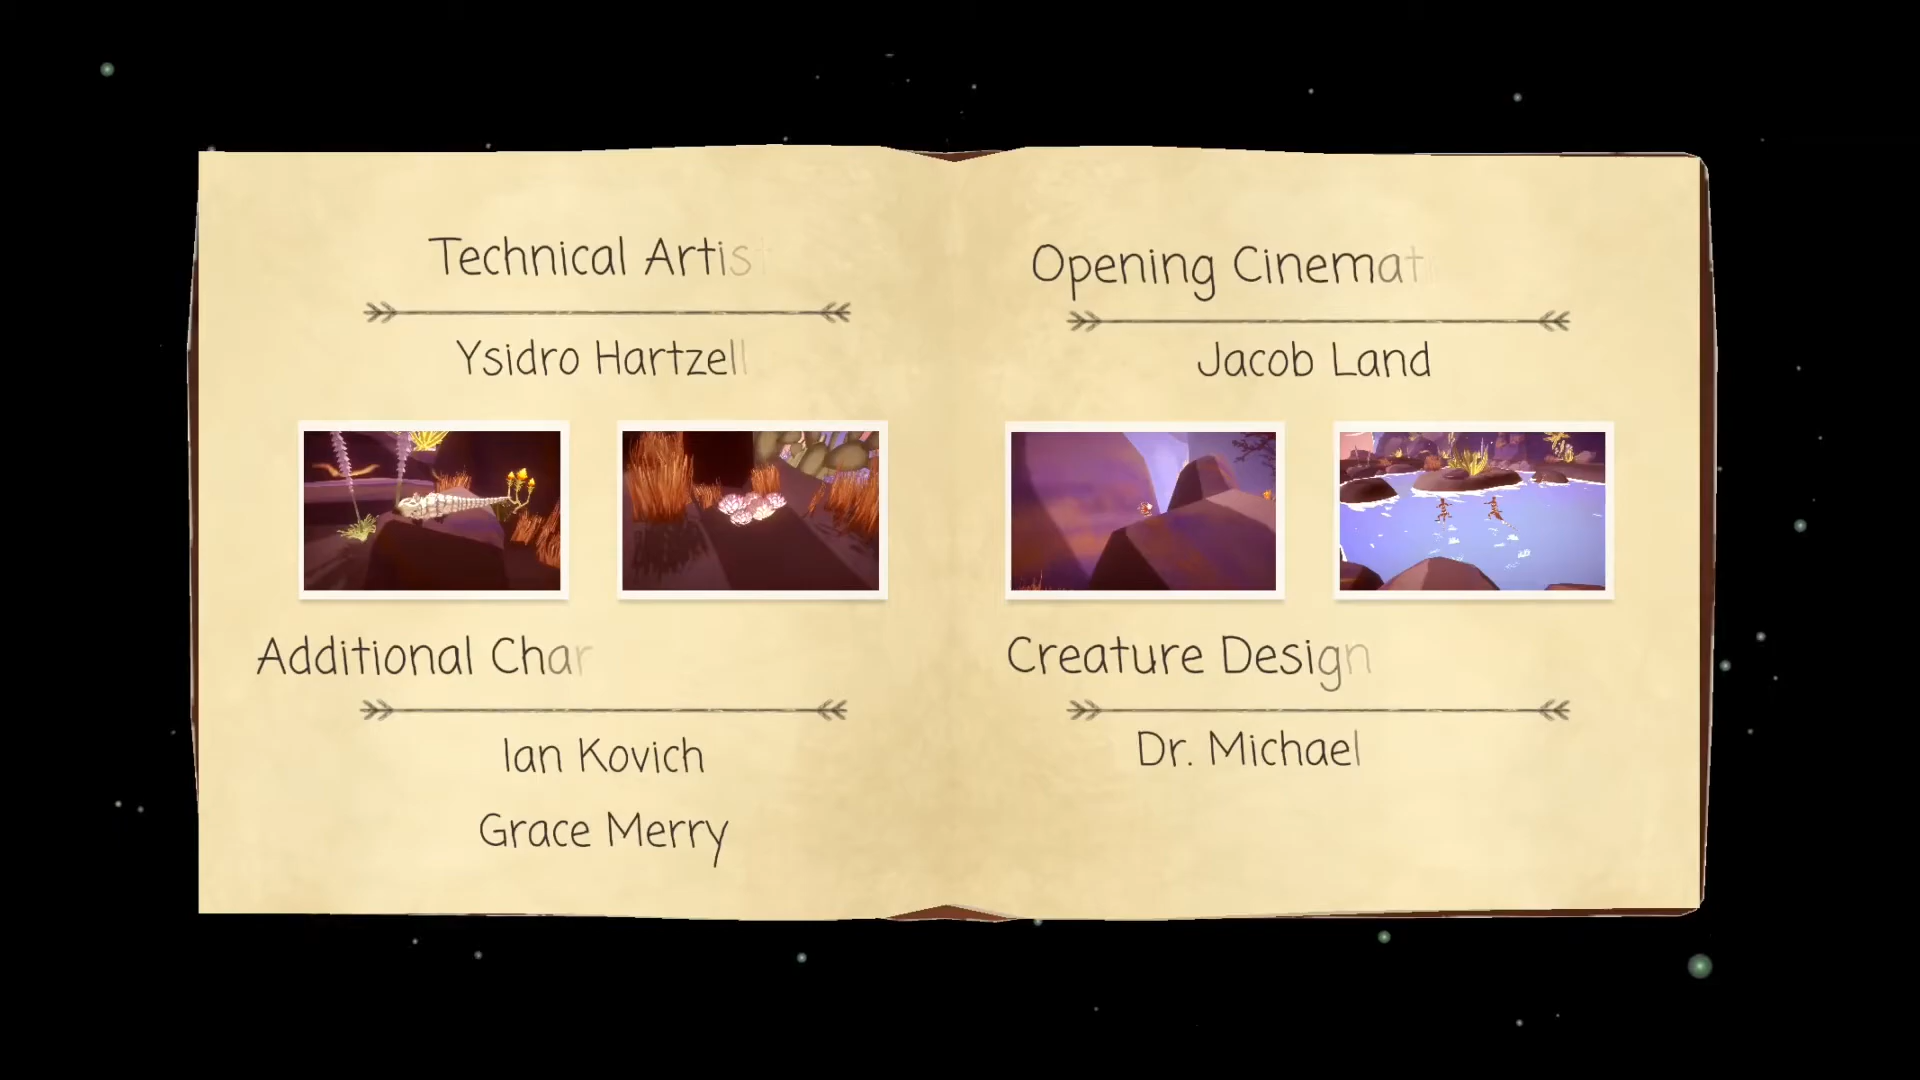 Technical Artis
Ysidro Hartzell
Additional Char
Ian Kovich
Grace Merry
Opening Cinemat
Jacob Land
Creature Design
Dr. Michael